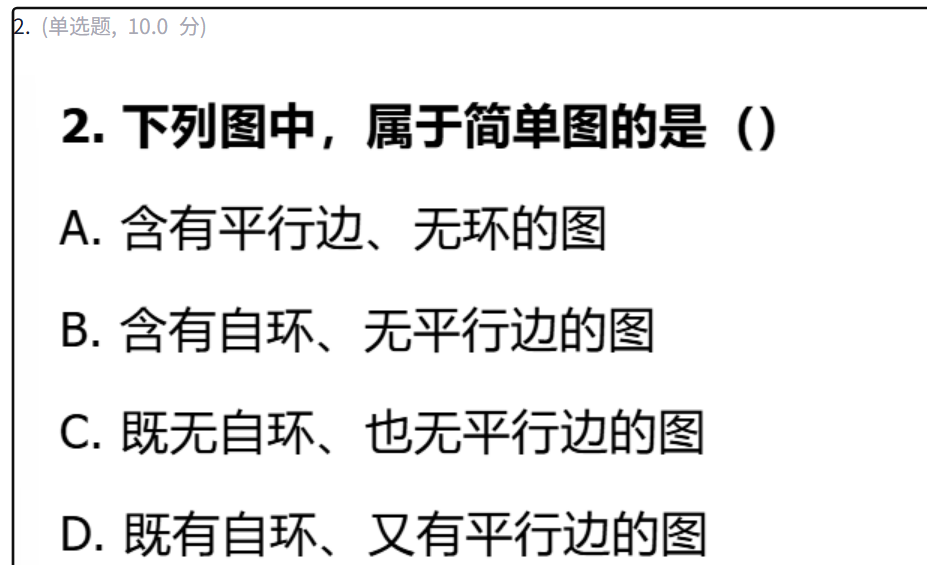 2. (单选题, 10.0 分)
2. 下列图中，属于简单图的是（）
A. 含有平行边、无环的图
B. 含有自环、无平行边的图
C. 既无自环、也无平行边的图
D. 既有自环、又有平行边的图